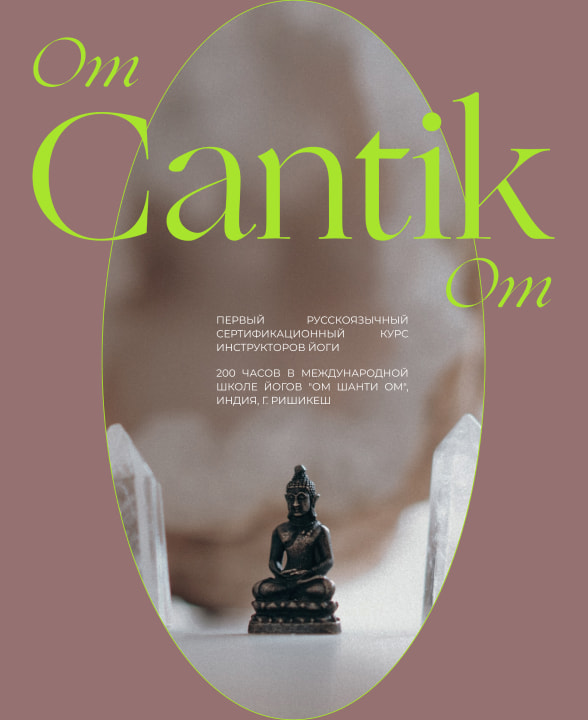 Om
Cantik
Om
ПЕРВЫЙ РУССКОЯЗЫЧНЫЙ
СЕРТИФИКАЦИОННЫЙ КУРС
ИНСТРУКТОРОВ ЙОГИ
200 ЧАСОВ В МЕЖДУНАРОДНОЙ
ШКОЛЕ ЙОГОВ "ОМ ШАНТИ ОМ",
ИНДИЯ, Г. РИШИКЕШ